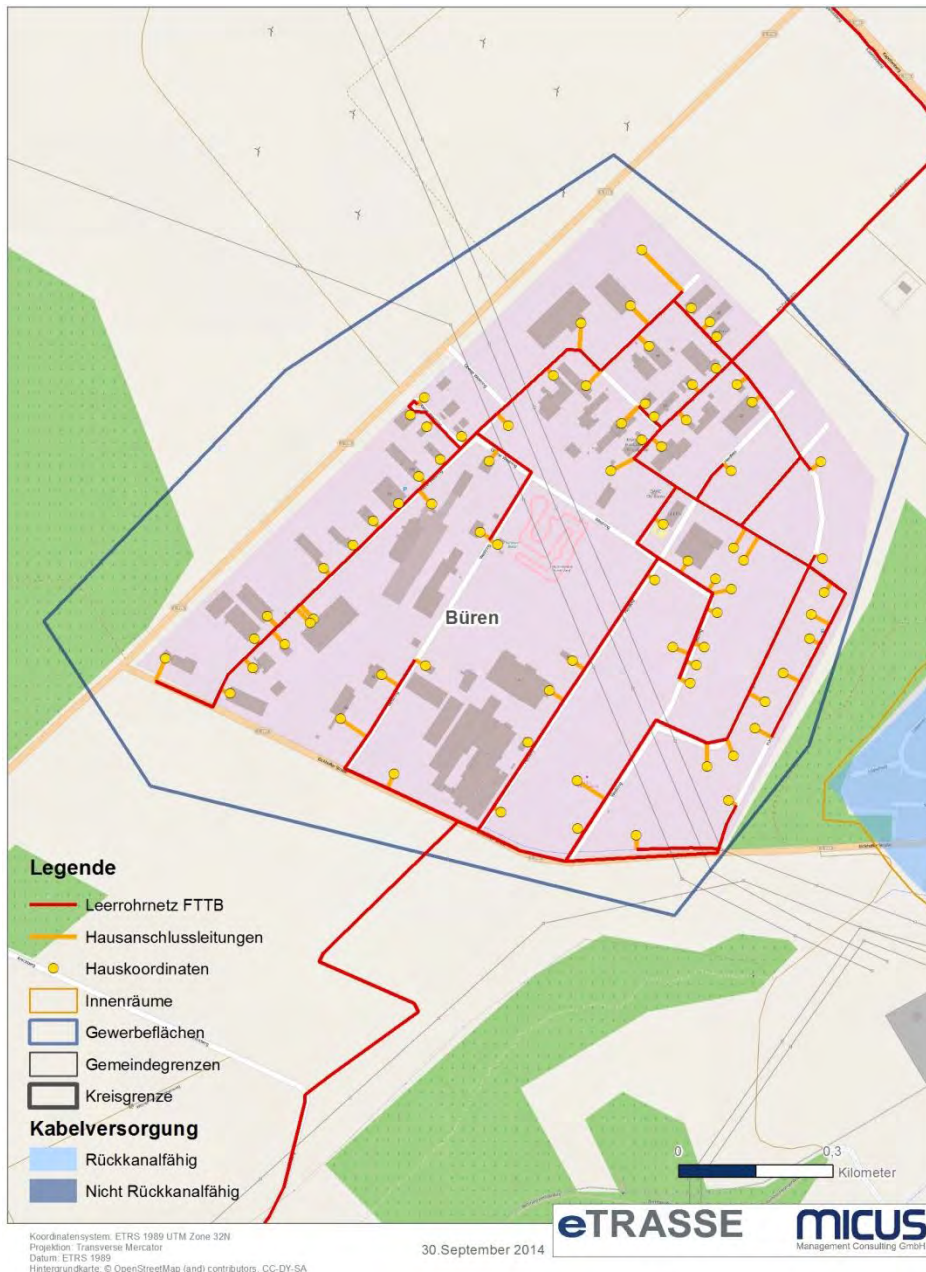 Büren
Legende
Leerrohrnetz FTTB
Hausanschlussleitungen
Hauskoordinaten
Innenräume
Gewerbeflächen
Gemeindegrenzen
Kreisgrenze
Kabelversorgung
Rückkanalfähig
Nicht Rückkanalfähig
0 0,3
Kilometer
Koordinatensystem: ETRS 1989 UTM Zone 32N
Projektion: Transverse Mercator
Datum: ETRS 1989
Hintergrundkarte: © OpenStreetMap (and) contributors, CC-DY-SA
30.September 2014
eTRASSE
MICUS
Management Consulting GmbH